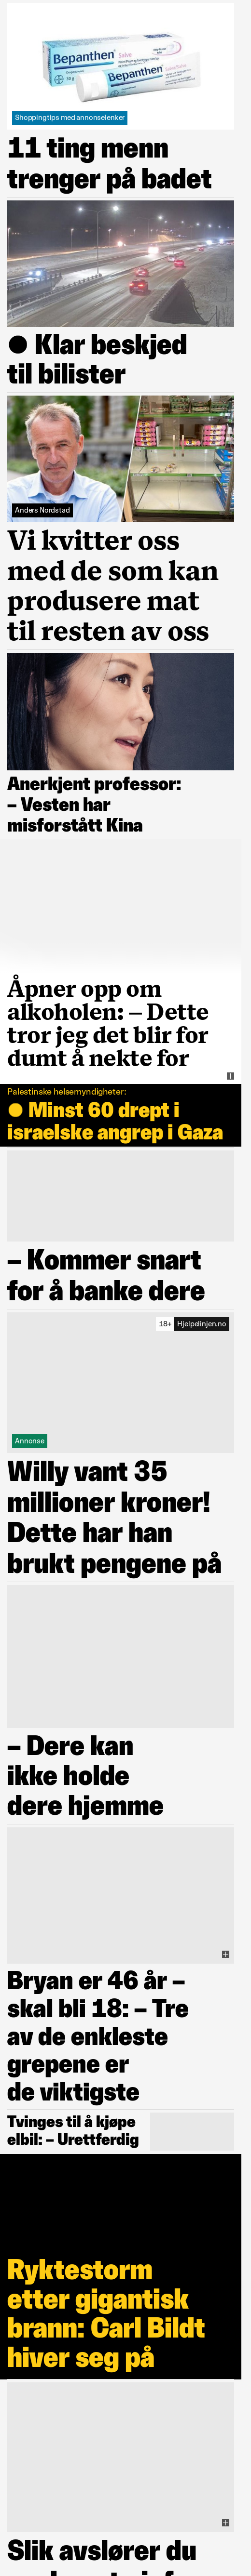 Bepanthen Salve
Bepanthen Salve
Shoppingtips med annonselenker
11 ting menn
trenger på badet
● Klar beskjed
til bilister
Anders Nordstad
Vi kvitter oss
med de som kan
produsere mat
til resten av oss
Anerkjent professor:
– Vesten har
misforstått Kina
Åpner opp om
alkoholen: – Dette
tror jeg det blir for
dumt å nekte for
Palestinske helsemyndigheter:
● Minst 60 drept i
israelske angrep i Gaza
– Kommer snart
for å banke dere
18+ Hjelpelinjen.no
Annonse
Willy vant 35
millioner kroner!
Dette har han
brukt pengene på
– Dere kan
ikke holde
dere hjemme
Bryan er 46 år –
skal bli 18: – Tre
av de enkleste
grepene er
de viktigste
Tvinges til å kjøpe
elbil: – Urettferdig
Ryktestorm
etter gigantisk
brann: Carl Bildt
hiver seg på
Slik avslører du